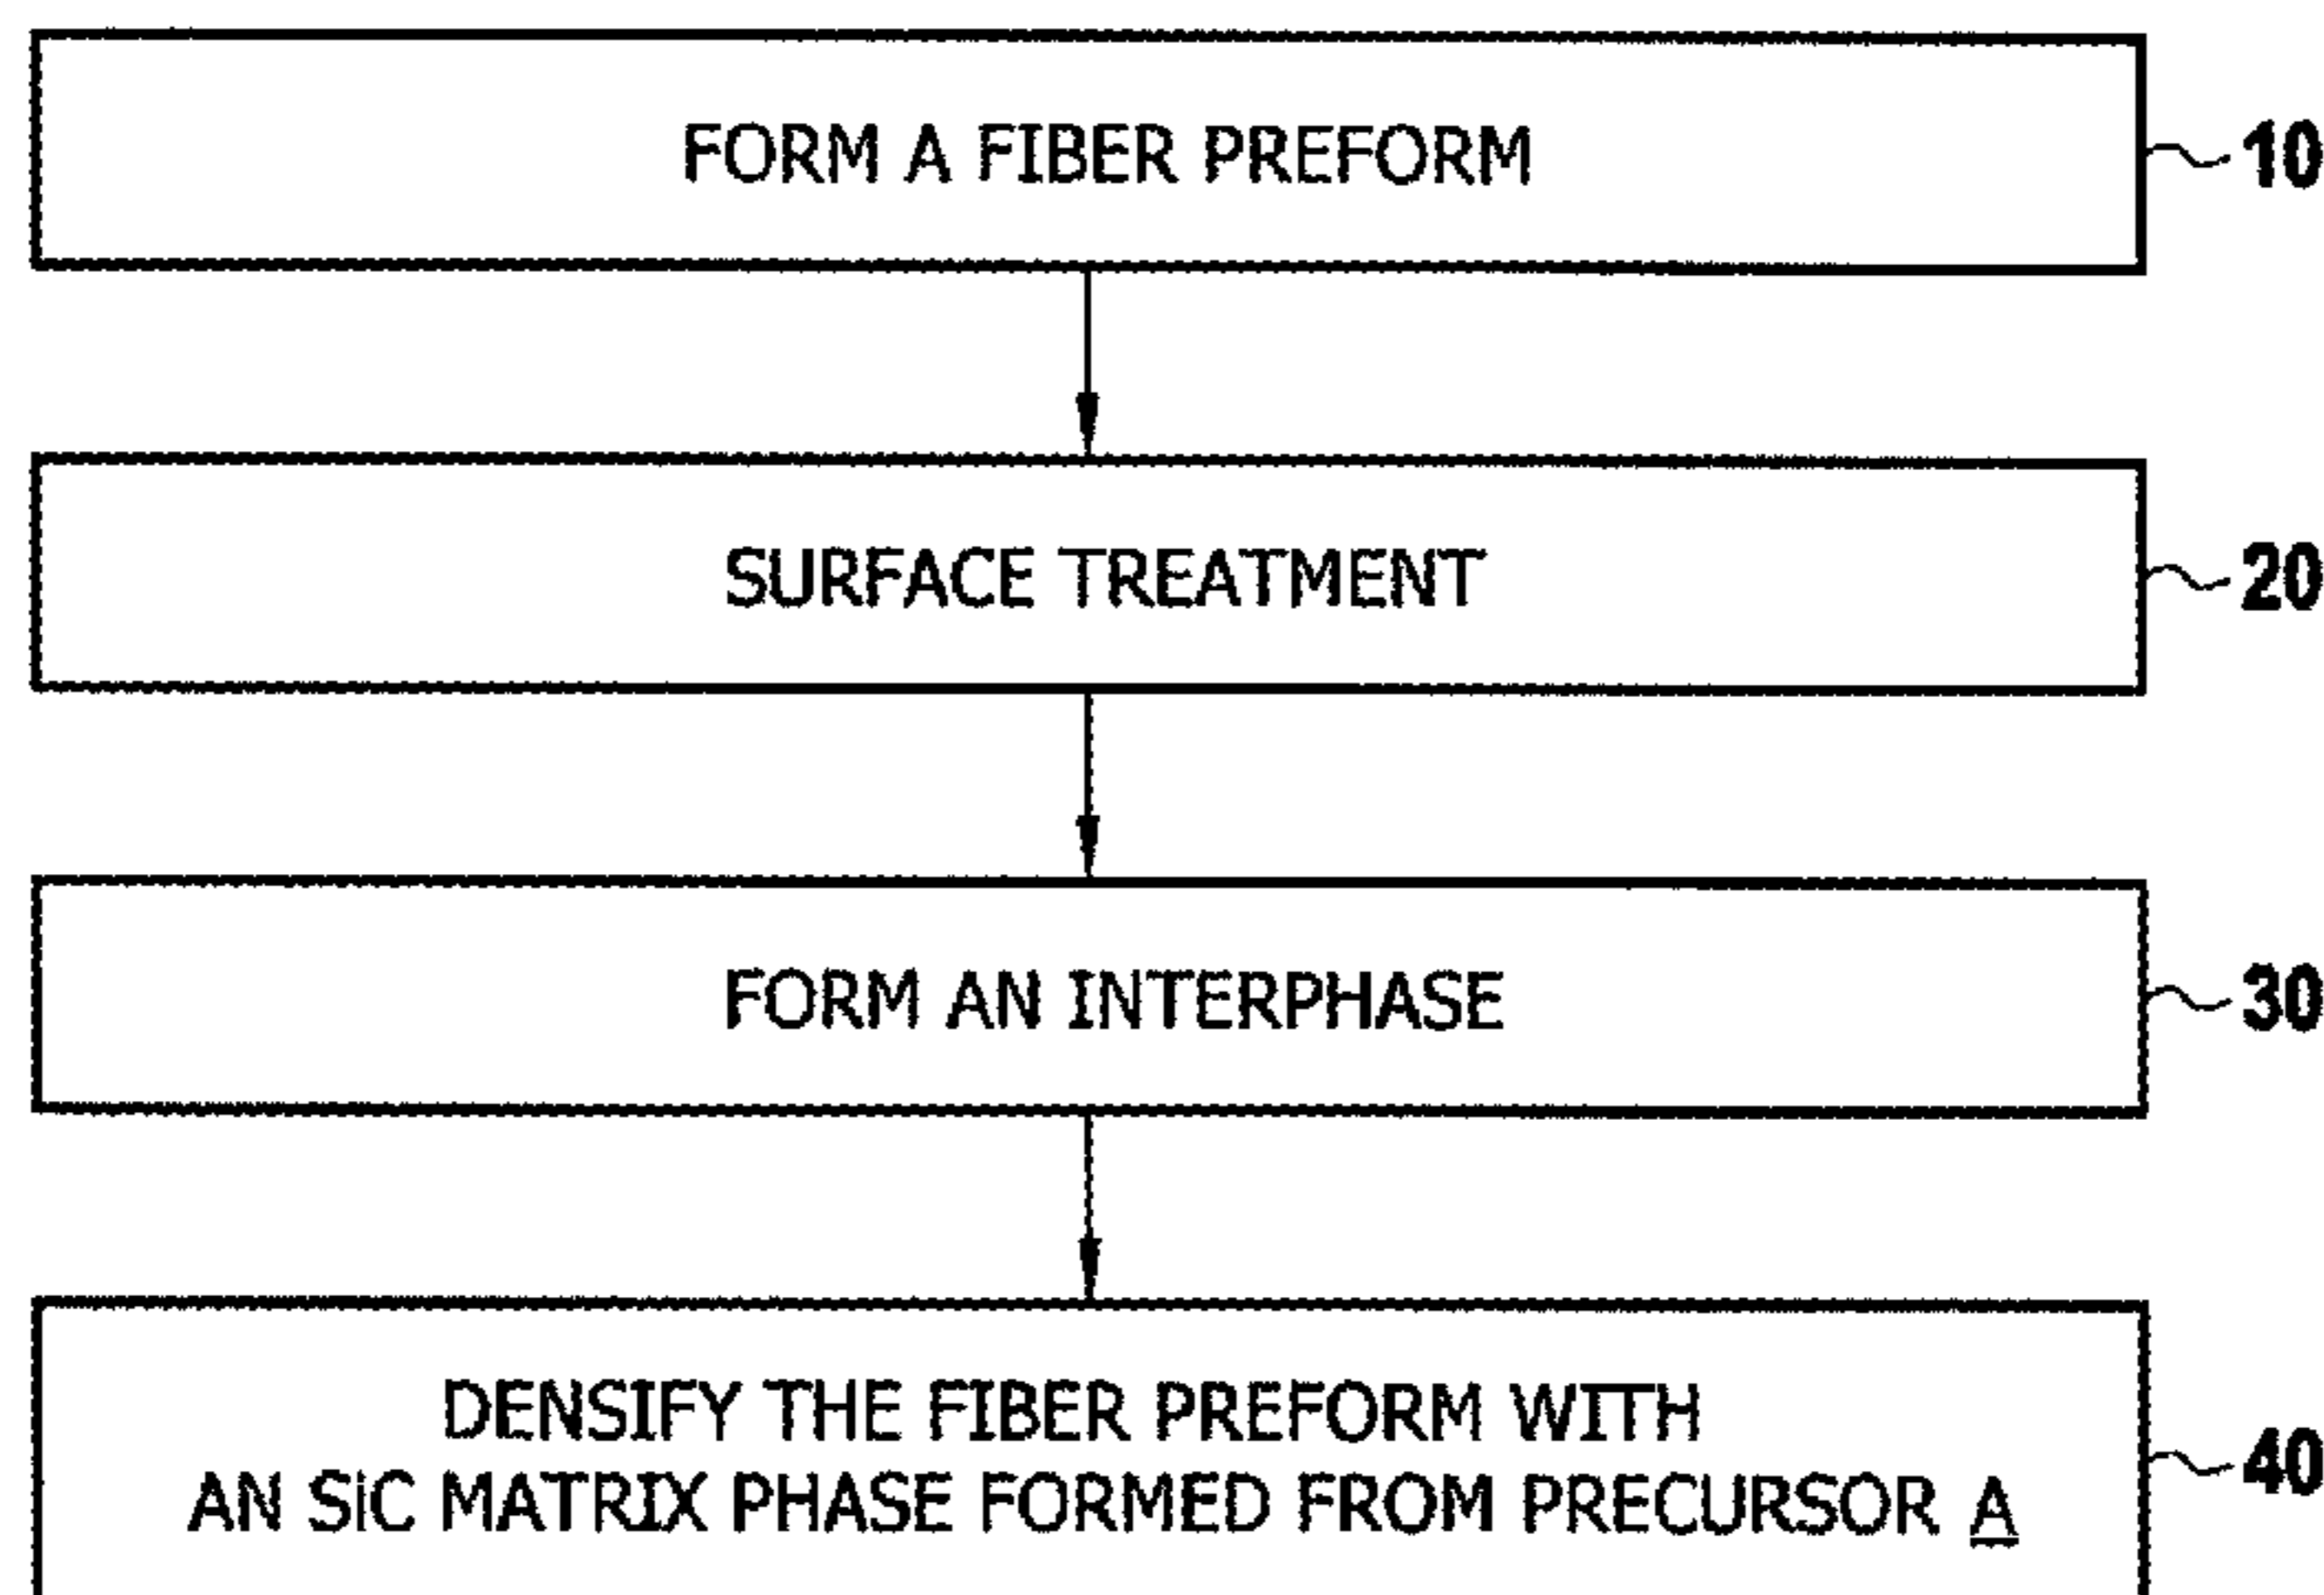 FORM A FIBER PREFORM
10
SURFACE TREATMENT
20
FORM AN INTERPHASE
30
DENSIFY THE FIBER PREFORM WITH
AN SiC MATRIX PHASE FORMED FROM PRECURSOR A
40